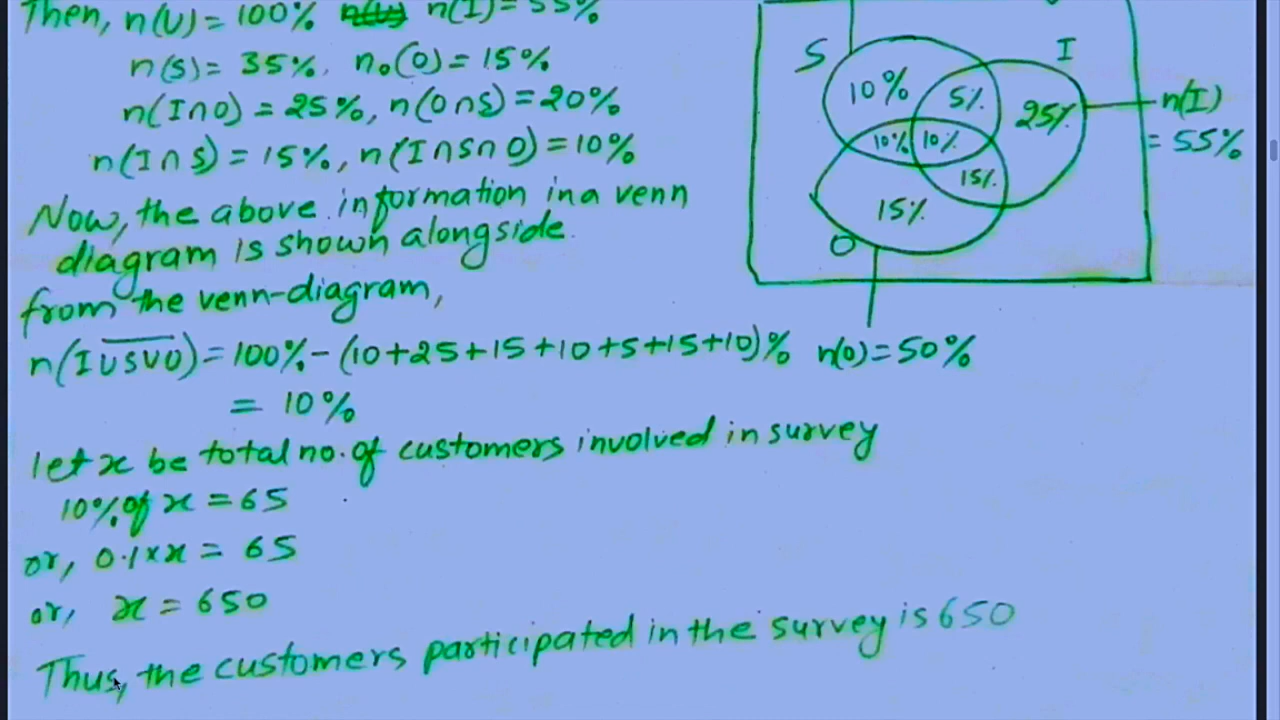 Then, n(U) = 100% n(I) = 55%
n(S) = 35%, n₀(O) = 15%
n(I∩O) = 25%, n(O∩S) = 20%
n(I∩S) = 15%, n(I∩S∩O) = 10%
Now, the above information in a venn
diagram is shown alongside.
from the venn-diagram,
n(I∪S∪O)‾ = 100% - (10+25+15+10+5+15+10)%
= 10%
let x be total no. of customers involved in survey
10% of x = 65
or, 0.1×x = 65
or, x = 650
Thus, the customers participated in the survey is 650
S
I
10%
5%
25%
n(I)
= 55%
10%
10%
15%
15%
O
n(O) = 50%